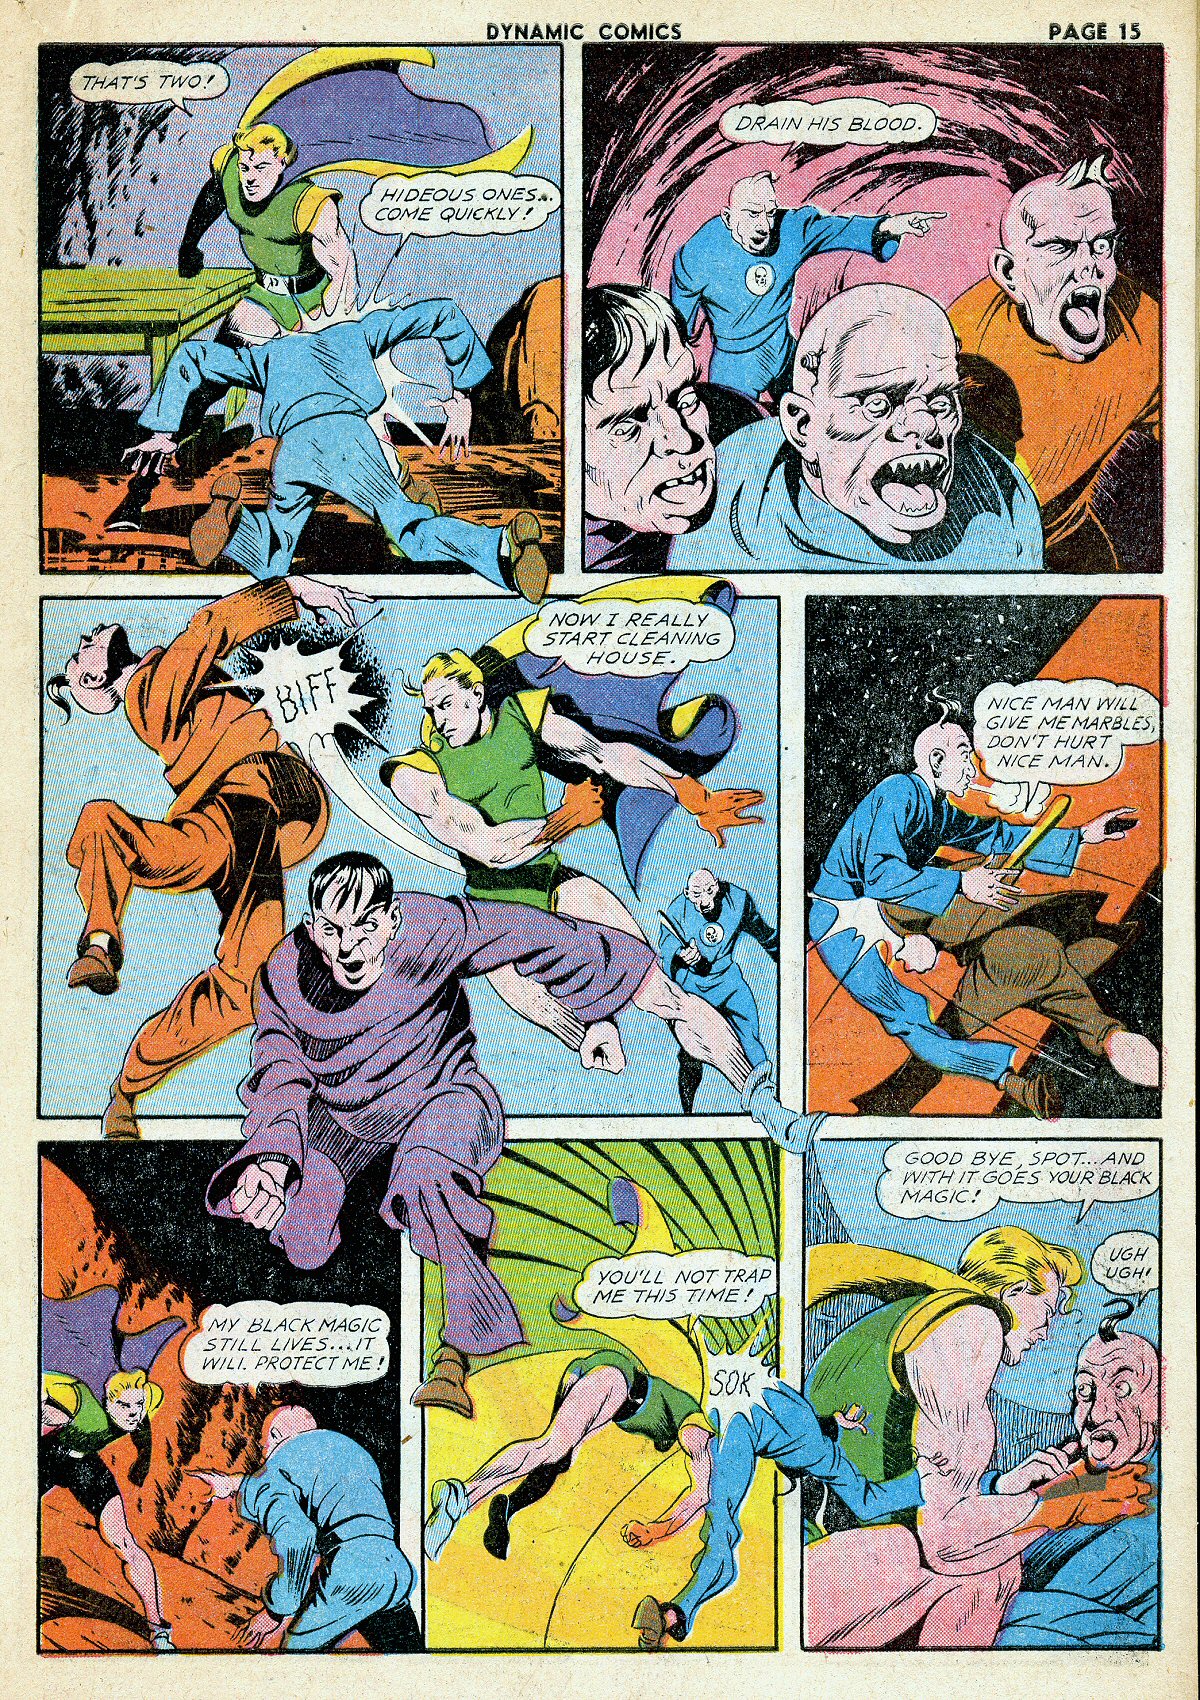 DYNAMIC COMICS
PAGE 15
THAT'S TWO!
HIDEOUS ONES...
COME QUICKLY!
DRAIN HIS BLOOD.
BIFF
NOW I REALLY
START CLEANING
HOUSE.
NICE MAN WILL
GIVE ME MARBLES,
DON'T HURT
NICE MAN.
MY BLACK MAGIC
STILL LIVES...IT
WILL PROTECT ME!
YOU'LL NOT TRAP
ME THIS TIME!
SOK
GOOD BYE, SPOT...AND
WITH IT GOES YOUR BLACK
MAGIC!
UGH
UGH!